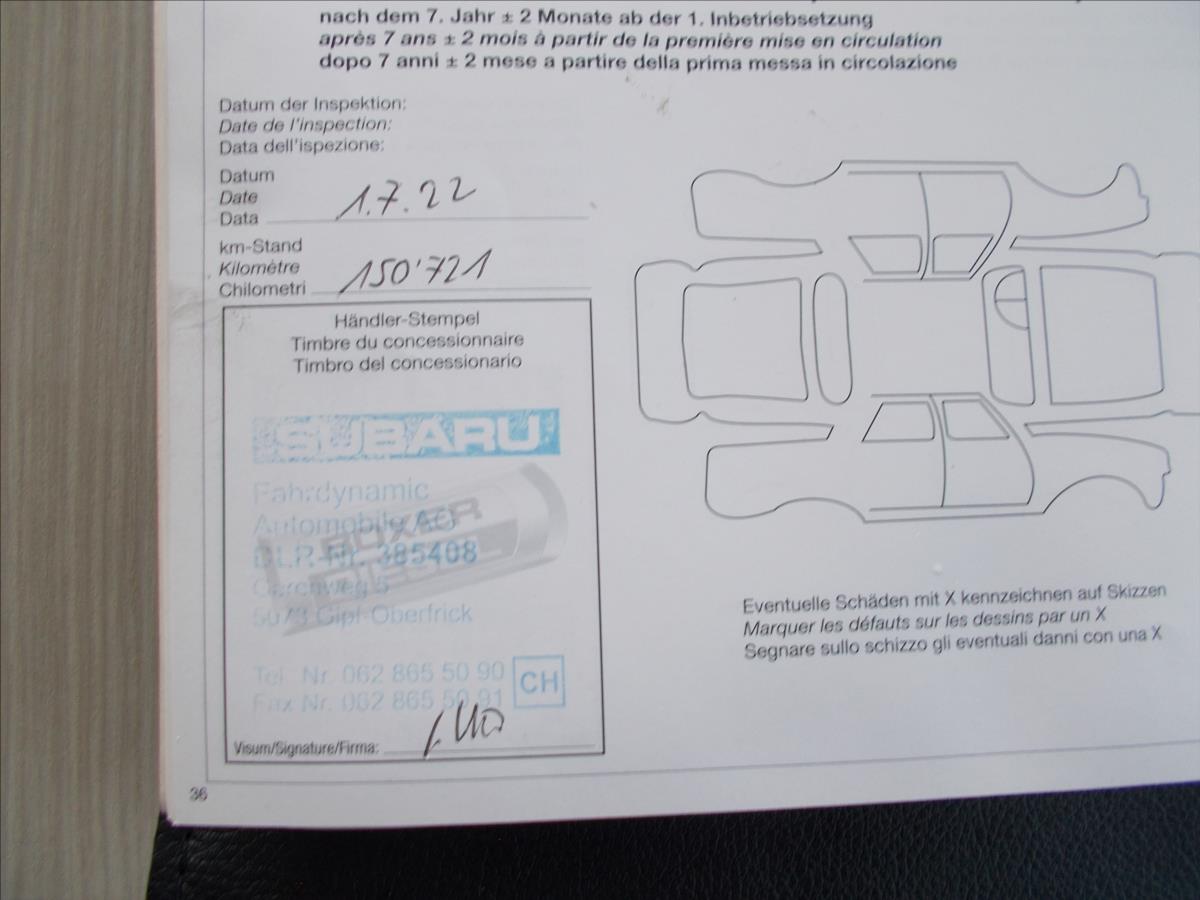 nach dem 7. Jahr ± 2 Monate ab der 1. Inbetriebsetzung
après 7 ans ± 2 mois à partir de la première mise en circulation
dopo 7 anni ± 2 mese a partire della prima messa in circolazione
Datum der Inspektion:
Date de l'inspection:
Data dell'ispezione:
Datum
Date
Data
1.7.22
km-Stand
Kilomètre
Chilometri
150'721
Händler-Stempel
Timbre du concessionnaire
Timbro del concessionario
SUBARU
Fahrdynamic
Automobile AG
DLR-Nr. 385408
5073 Gipf-Oberfrick
BOXER
DIESEL
Tel. Nr. 062 865 50 90
Fax Nr. 062 865 50 91
CH
Visum/Signature/Firma:
Eventuelle Schäden mit X kennzeichnen auf Skizzen
Marquer les défauts sur les dessins par un X
Segnare sullo schizzo gli eventuali danni con una X
36